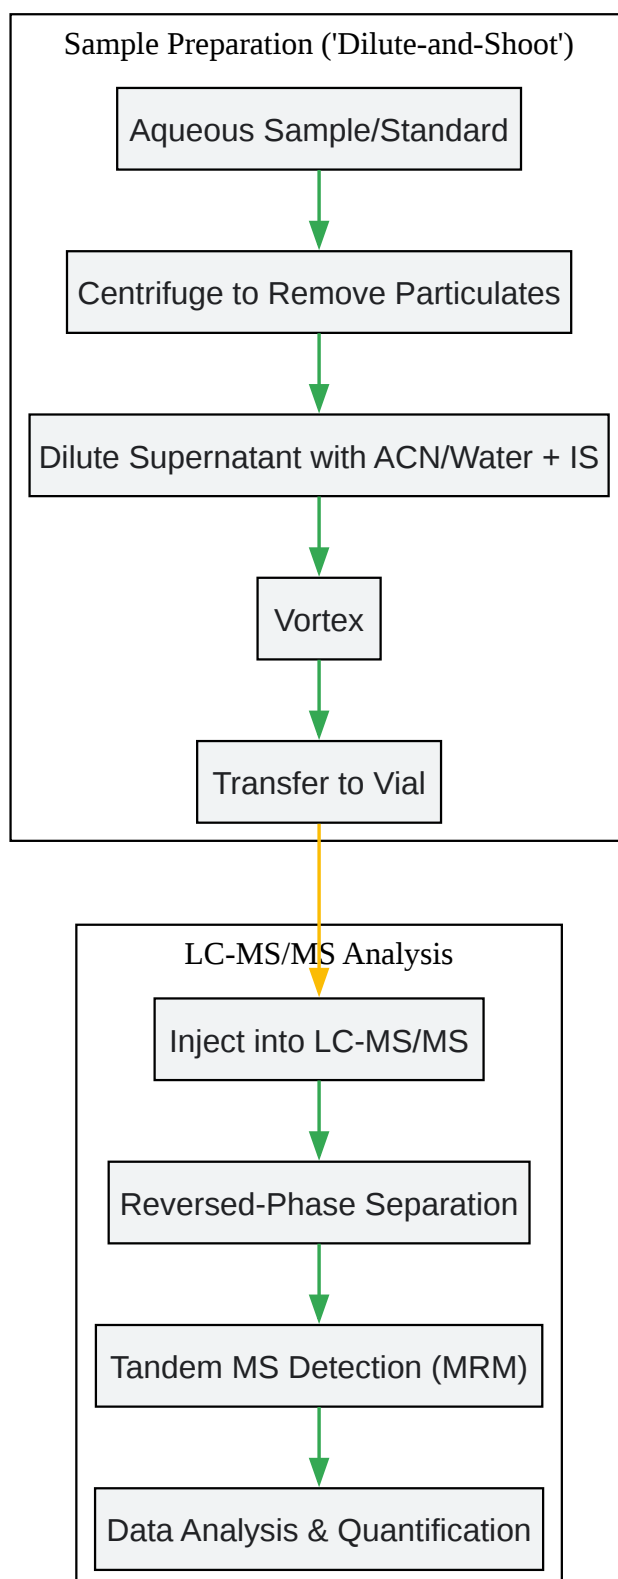 Sample Preparation ('Dilute-and-Shoot')
Aqueous Sample/Standard
Centrifuge to Remove Particulates
Dilute Supernatant with ACN/Water + IS
Vortex
Transfer to Vial
LC-MS/MS Analysis
Inject into LC-MS/MS
Reversed-Phase Separation
Tandem MS Detection (MRM)
Data Analysis & Quantification